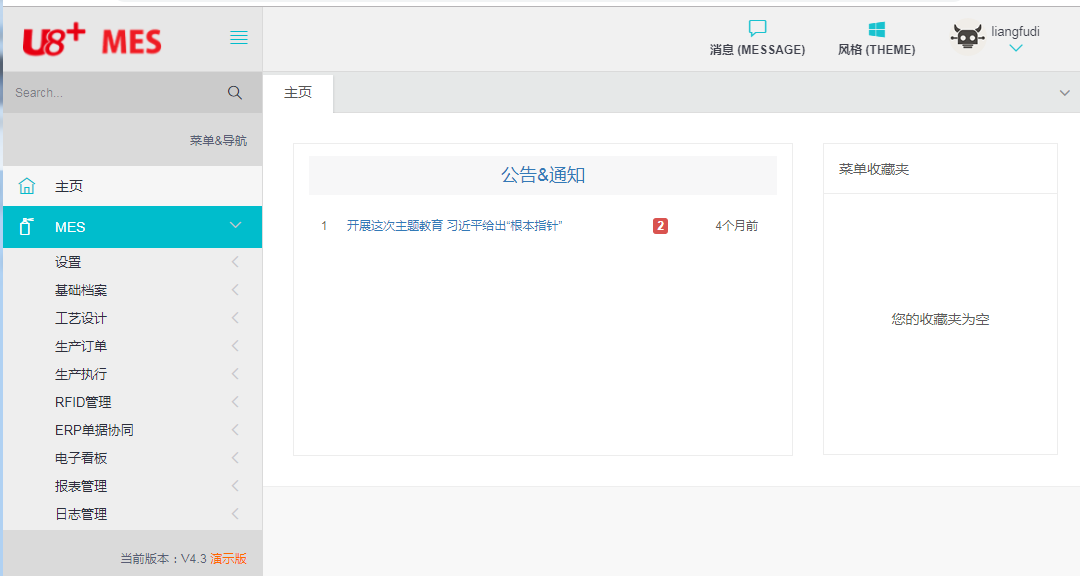 U8+ MES
消息 (MESSAGE)
风格 (THEME)
liangfudi
Search...
主页
菜单&导航
主页
MES
设置
基础档案
工艺设计
生产订单
生产执行
RFID管理
ERP单据协同
电子看板
报表管理
日志管理
当前版本：V4.3 演示版
公告&通知
1 开展这次主题教育 习近平给出“根本指针” 2 4个月前
菜单收藏夹
您的收藏夹为空